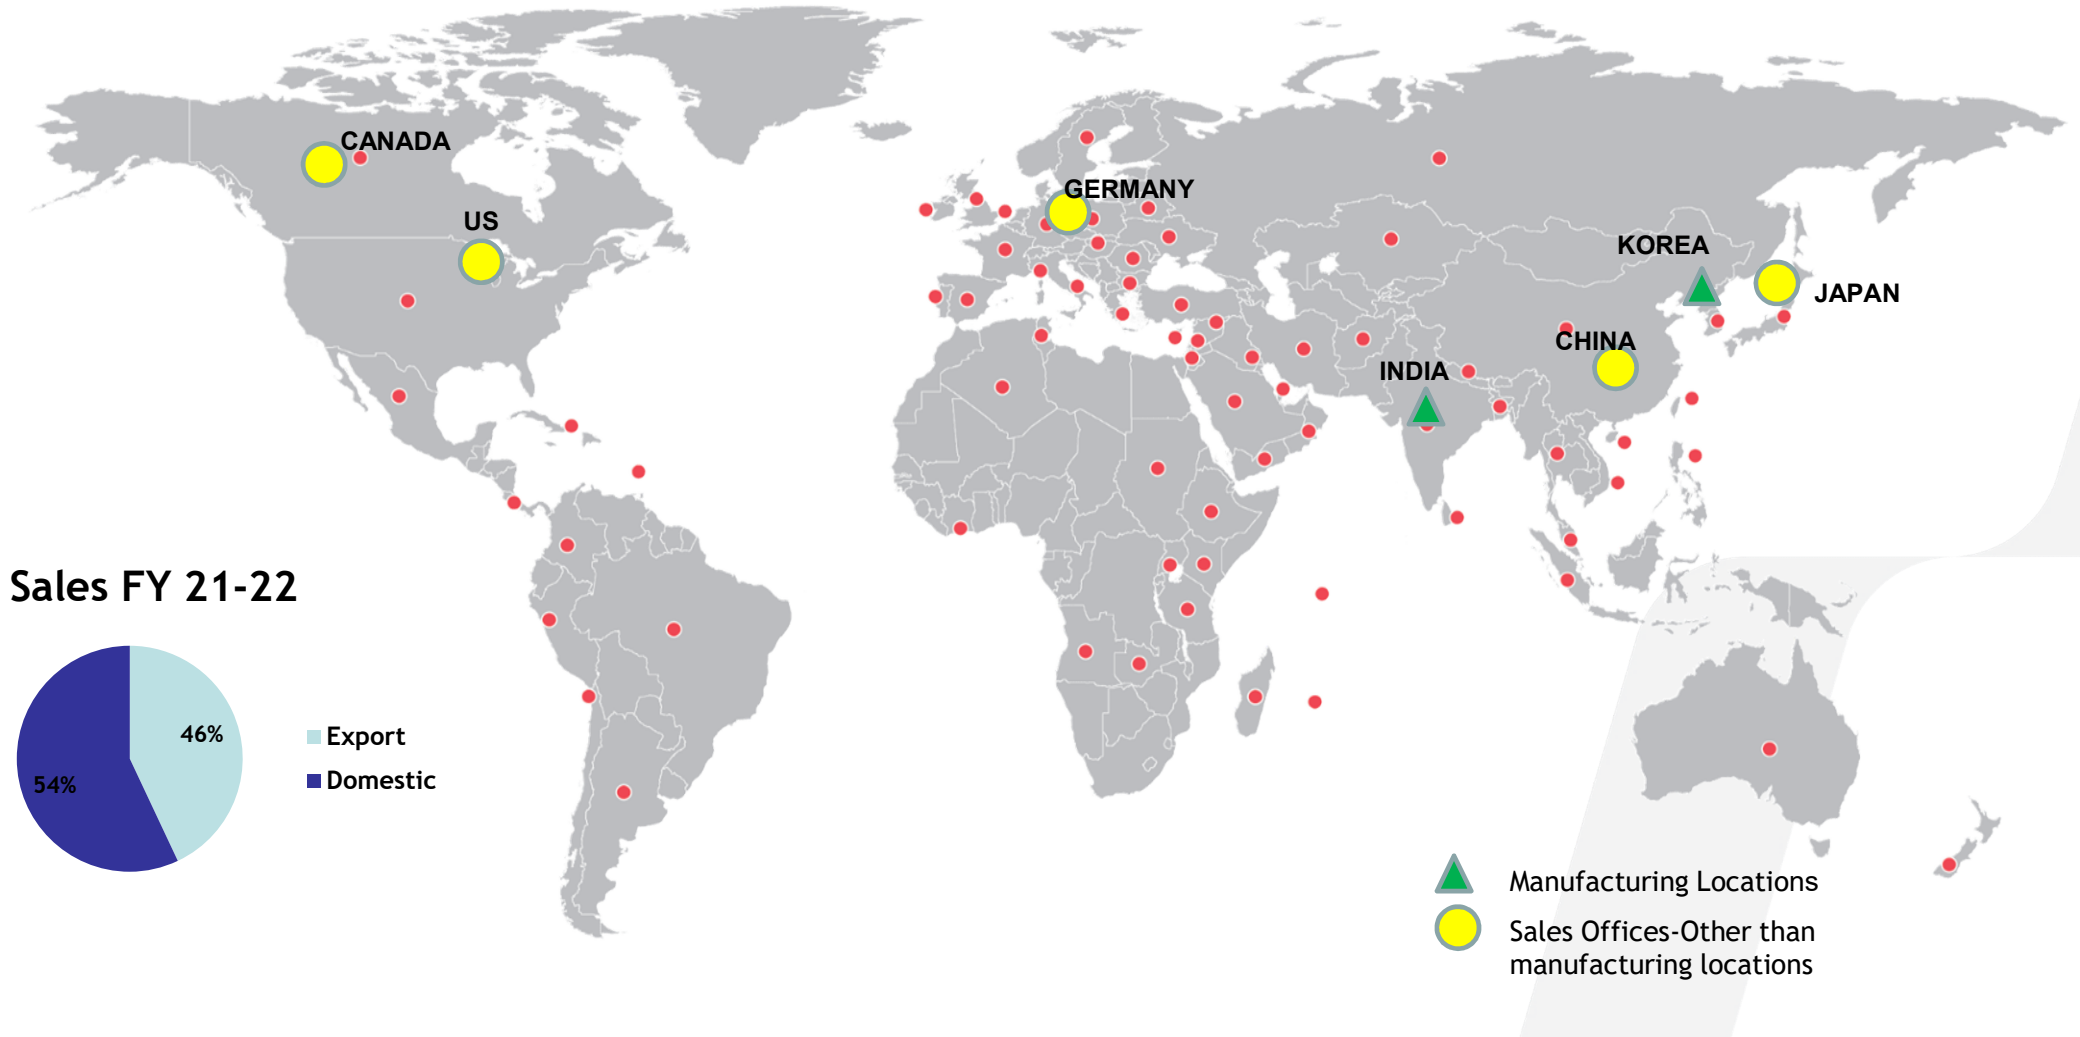 CANADA
US
GERMANY
KOREA
JAPAN
CHINA
INDIA
Sales FY 21-22
46%
54%
Export
Domestic
Manufacturing Locations
Sales Offices-Other than
manufacturing locations